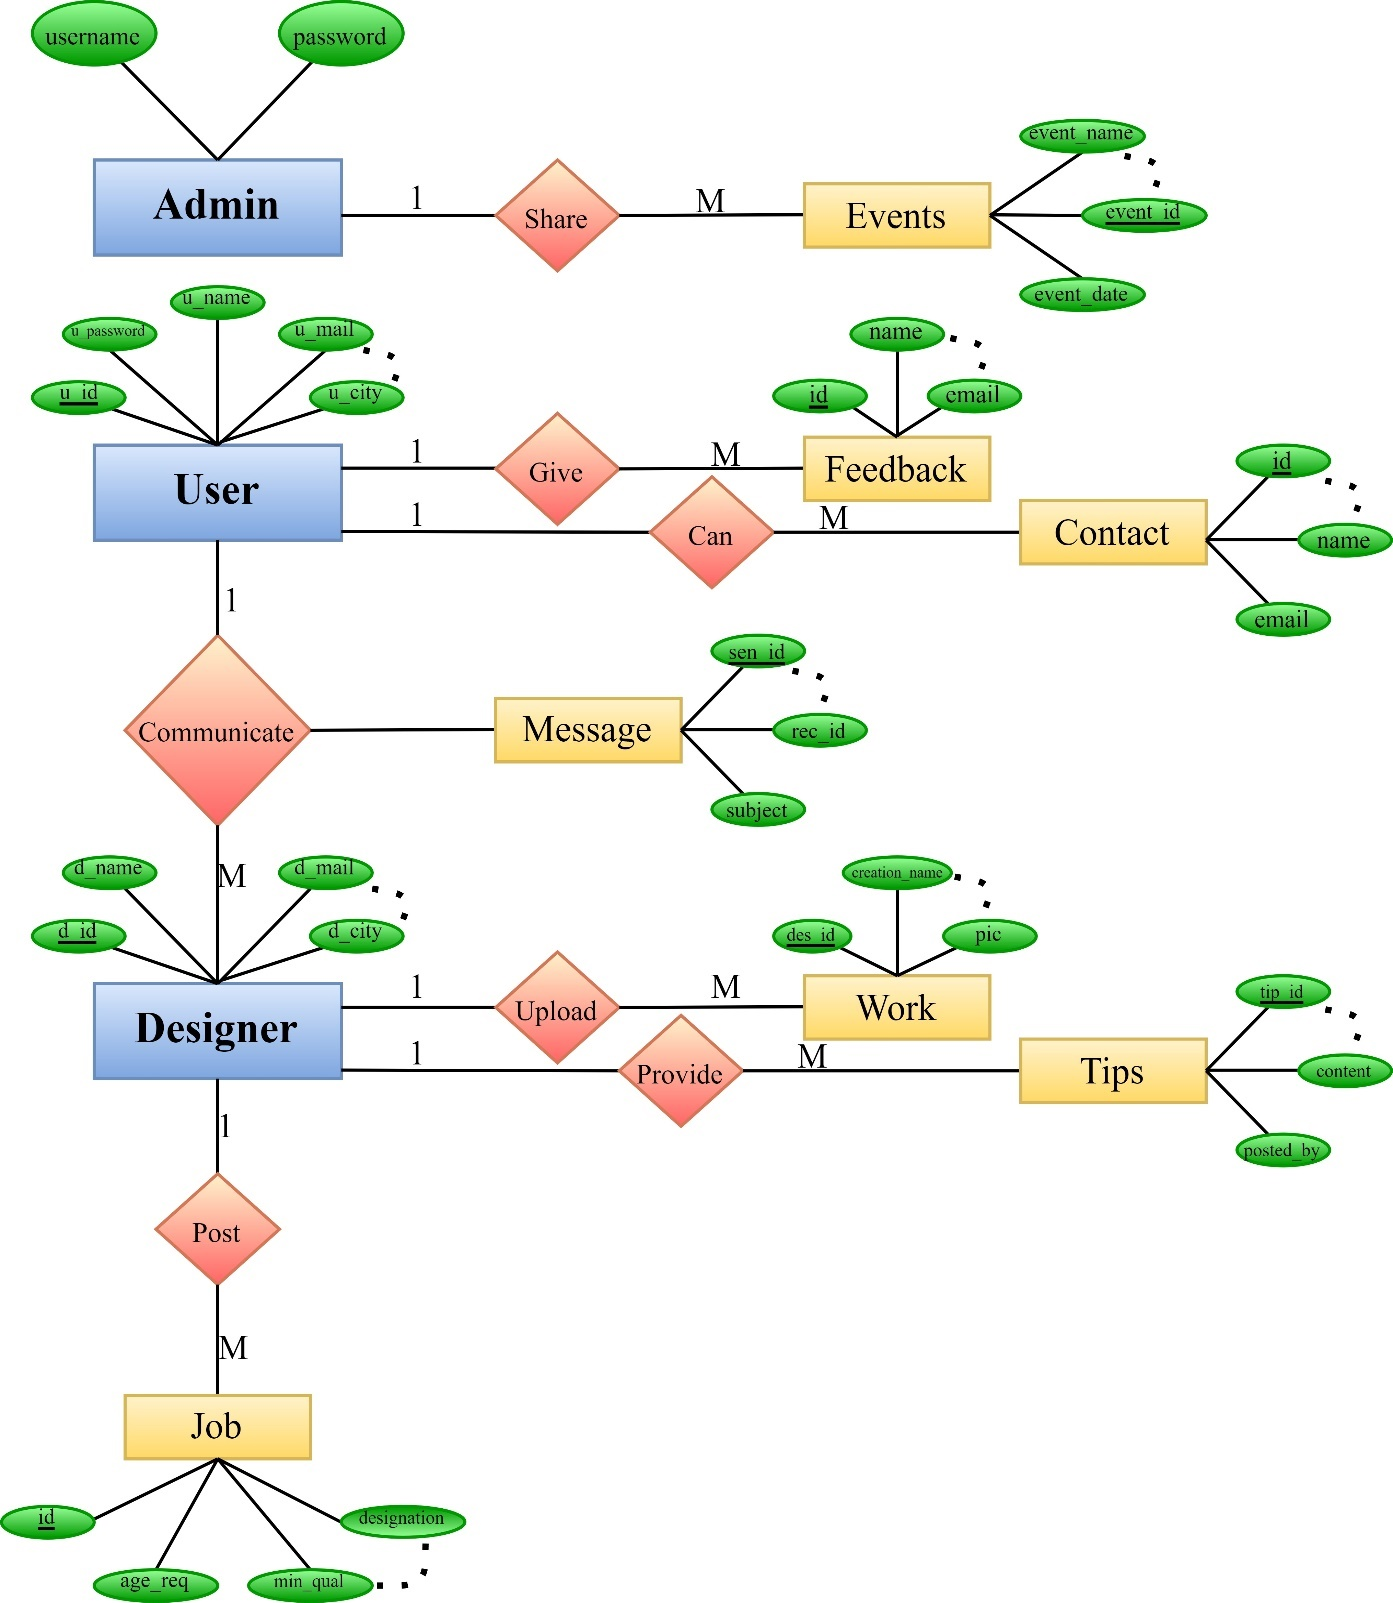 username
password
Admin
1
Share
M
Events
event_name
event_id
event_date
u_name
u_password
u_mail
u_id
u_city
User
1
Give
M
Feedback
name
id
email
1
Can
M
Contact
id
name
email
1
Communicate
Message
sen_id
rec_id
subject
M
d_name
d_mail
d_id
d_city
Designer
1
Upload
M
Work
creation_name
des_id
pic
1
Provide
M
Tips
tip_id
content
posted_by
1
Post
M
Job
id
designation
age_req
min_qual